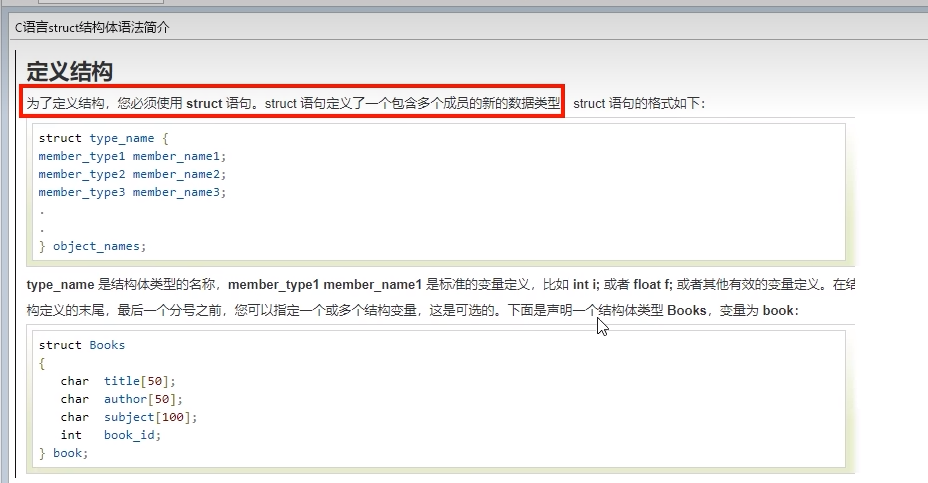 C语言struct结构体语法简介
定义结构
为了定义结构，您必须使用 struct 语句。struct 语句定义了一个包含多个成员的新的数据类型 struct 语句的格式如下：
struct type_name {
member_type1 member_name1;
member_type2 member_name2;
member_type3 member_name3;
.
.
} object_names;
type_name 是结构体类型的名称，member_type1 member_name1 是标准的变量定义，比如 int i; 或者 float f; 或者其他有效的变量定义。在结
构定义的末尾，最后一个分号之前，您可以指定一个或多个结构变量，这是可选的。下面是声明一个结构体类型 Books，变量为 book：
struct Books
{
   char  title[50];
   char  author[50];
   char  subject[100];
   int   book_id;
} book;